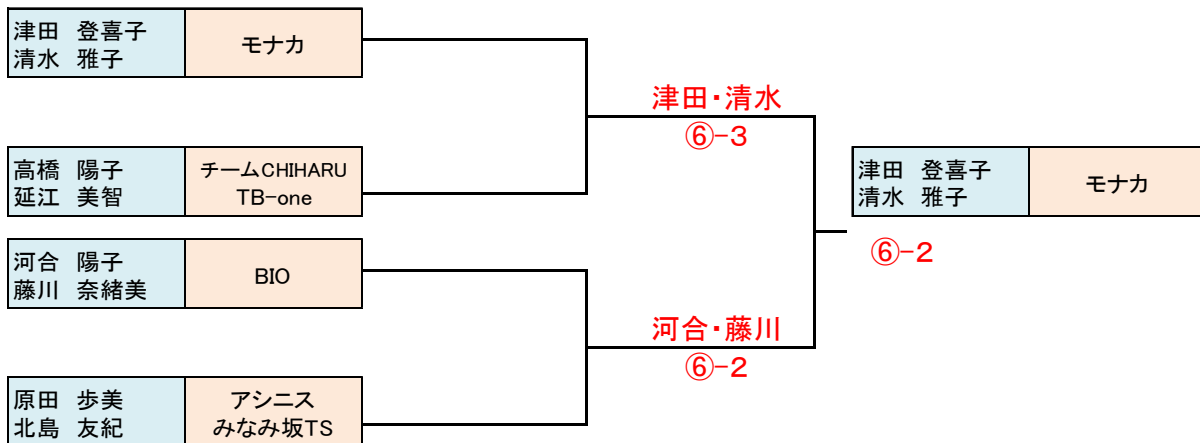 津田 登喜子
清水 雅子
モナカ
高橋 陽子
延江 美智
チームCHIHARU
TB-one
河合 陽子
藤川 奈緒美
BIO
原田 歩美
北島 友紀
アシニス
みなみ坂TS
津田・清水
⑥-3
河合・藤川
⑥-2
津田 登喜子
清水 雅子
モナカ
⑥-2